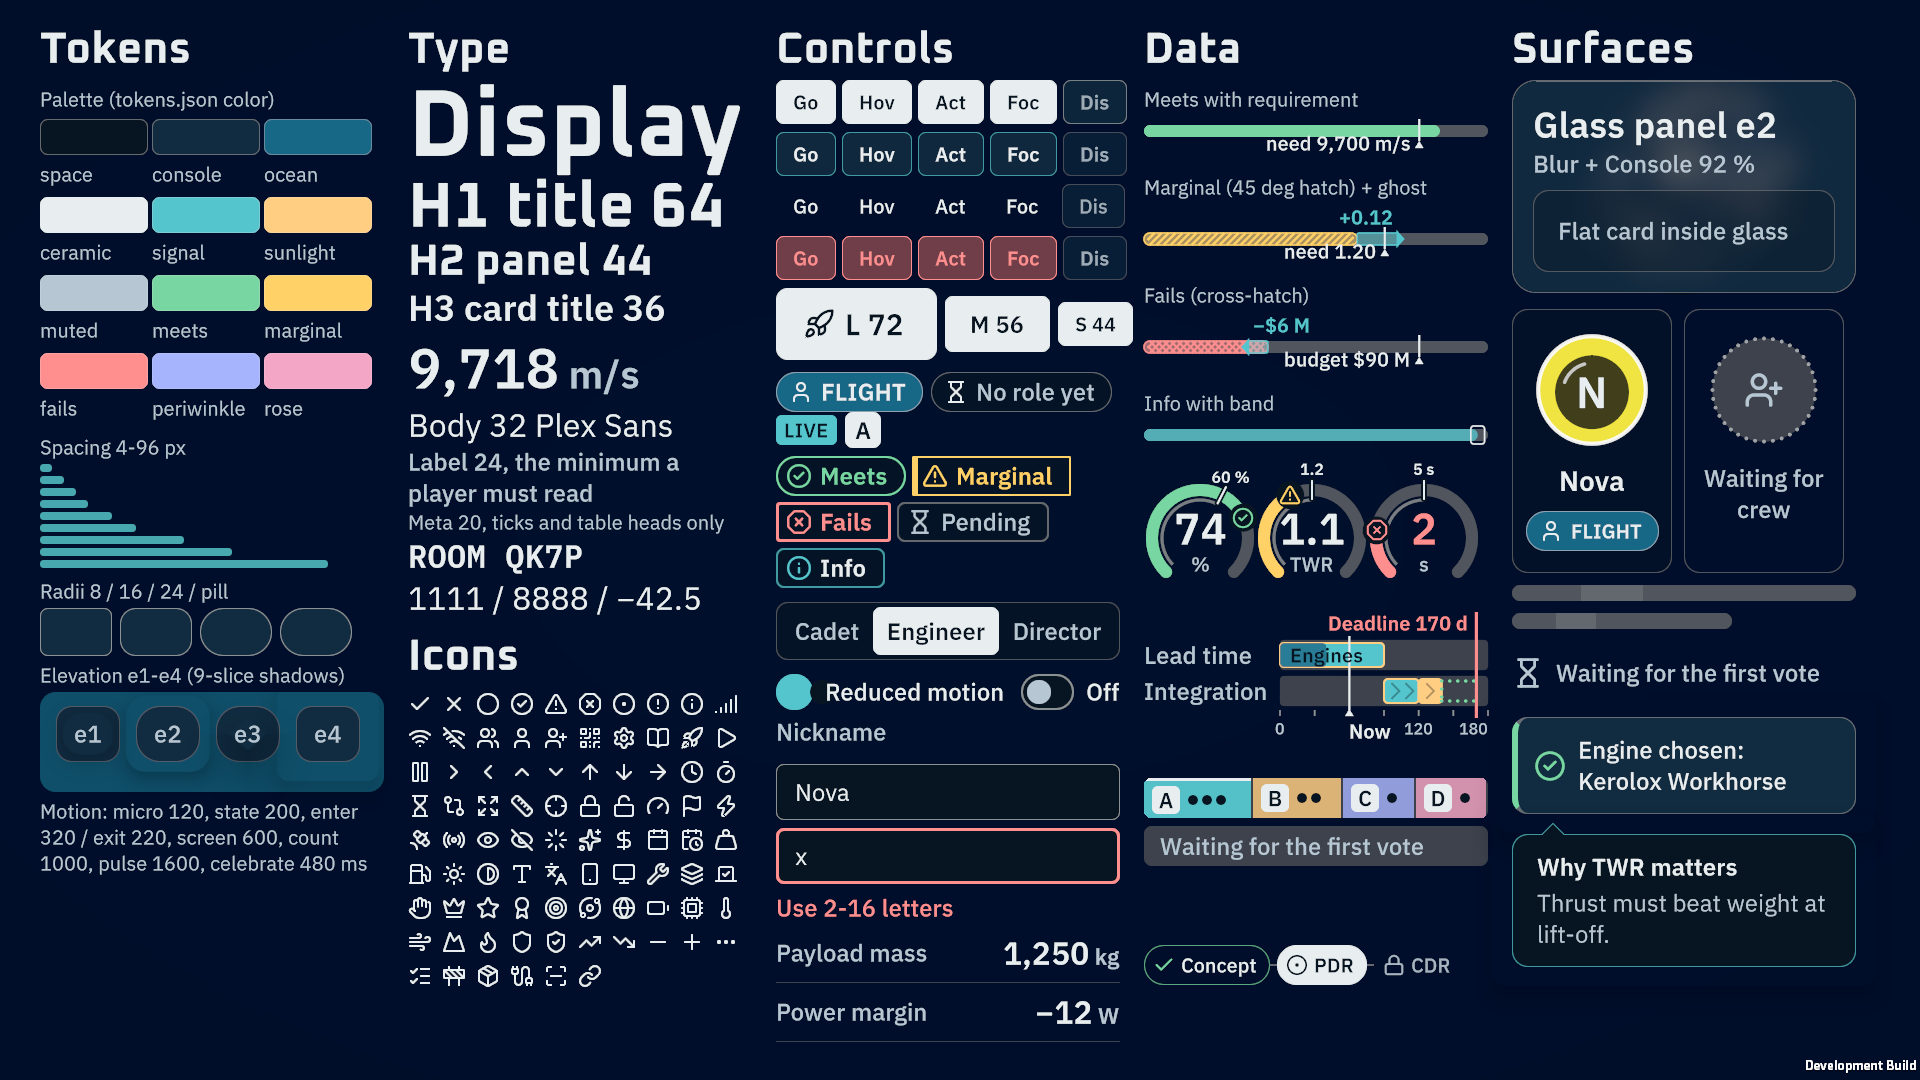 Tokens
Palette (tokens.json color)
space
console
ocean
ceramic
signal
sunlight
muted
meets
marginal
fails
periwinkle
rose
Spacing 4-96 px
Radii 8 / 16 / 24 / pill
Elevation e1-e4 (9-slice shadows)
e1
e2
e3
e4
Motion: micro 120, state 200, enter
320 / exit 220, screen 600, count
1000, pulse 1600, celebrate 480 ms
Type
Display
H1 title 64
H2 panel 44
H3 card title 36
9,718 m/s
Body 32 Plex Sans
Label 24, the minimum a
player must read
Meta 20, ticks and table heads only
ROOM QK7P
1111 / 8888 / −42.5
Icons
Controls
Go Hov Act Foc Dis
Go Hov Act Foc Dis
Go Hov Act Foc Dis
Go Hov Act Foc Dis
L 72
M 56
S 44
FLIGHT
No role yet
LIVE
A
Meets
Marginal
Fails
Pending
Info
Cadet
Engineer
Director
Reduced motion
Off
Nickname
Nova
x
Use 2-16 letters
Payload mass 1,250 kg
Power margin −12 W
Data
Meets with requirement
need 9,700 m/s
Marginal (45 deg hatch) + ghost
+0.12
need 1.20
Fails (cross-hatch)
−$6 M
budget $90 M
Info with band
60 %
74
%
1.2
1.1
TWR
5 s
2
s
Deadline 170 d
Lead time
Engines
Integration
0
Now
120
180
A
B
C
D
Waiting for the first vote
Concept
PDR
CDR
Surfaces
Glass panel e2
Blur + Console 92 %
Flat card inside glass
N
Nova
FLIGHT
Waiting for
crew
Waiting for the first vote
Engine chosen:
Kerolox Workhorse
Why TWR matters
Thrust must beat weight at
lift-off.
Development Build